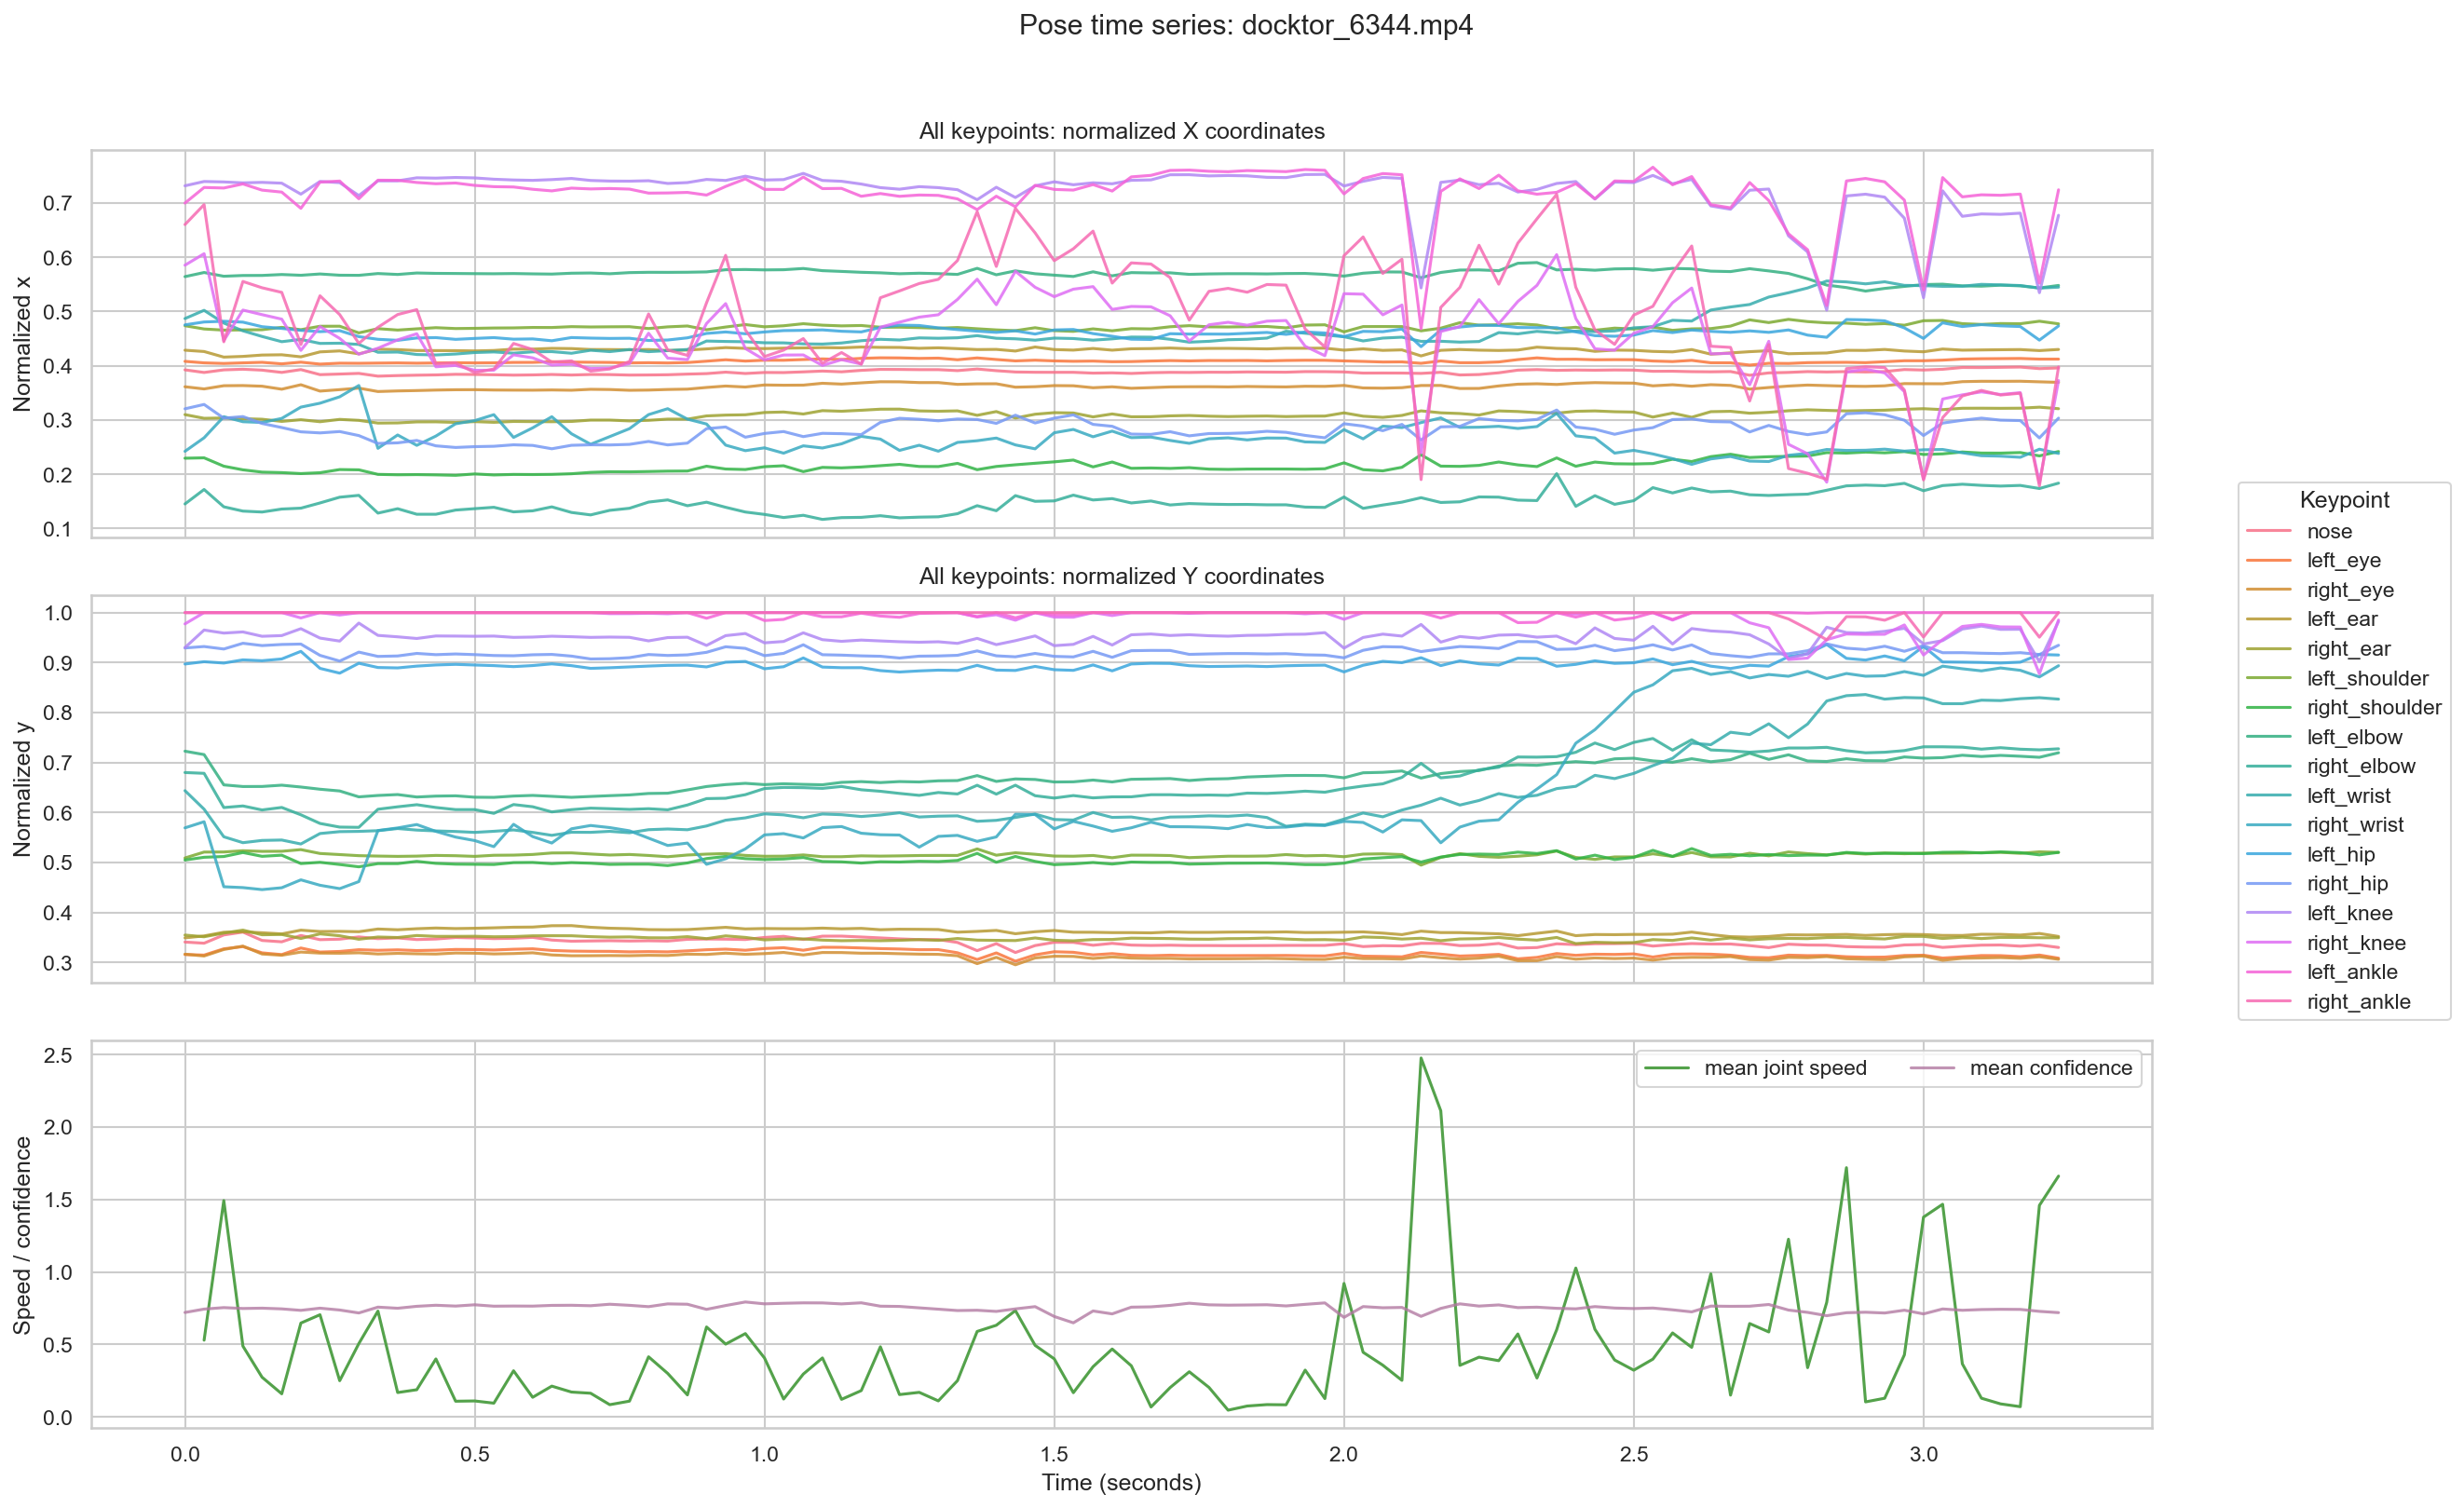 Pose time series: docktor_6344.mp4
All keypoints: normalized X coordinates
Normalized x
0.7
0.6
0.5
0.4
0.3
0.2
0.1
All keypoints: normalized Y coordinates
Normalized y
1.0
0.9
0.8
0.7
0.6
0.5
0.4
0.3
Keypoint
nose
left_eye
right_eye
left_ear
right_ear
left_shoulder
right_shoulder
left_elbow
right_elbow
left_wrist
right_wrist
left_hip
right_hip
left_knee
right_knee
left_ankle
right_ankle
Speed / confidence
2.5
2.0
1.5
1.0
0.5
0.0
mean joint speed mean confidence
0.0 0.5 1.0 1.5 2.0 2.5 3.0
Time (seconds)